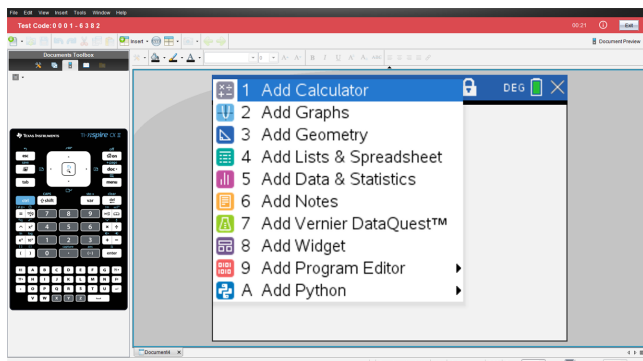 File Edit View Insert Tools Window Help
Test Code: 0 0 0 1 - 6 3 8 2
00:21
Exit
Insert
Document Preview
Documents Toolbox
B I U
TEXAS INSTRUMENTS TI-nspire CX II
esc
on
doc
tab
menu
ctrl
shift
var
del
7 8 9
4 5 6
1 2 3
0 . (-) enter
1 Add Calculator
DEG
2 Add Graphs
3 Add Geometry
4 Add Lists & Spreadsheet
5 Add Data & Statistics
6 Add Notes
7 Add Vernier DataQuest™
8 Add Widget
9 Add Program Editor
A Add Python
Document4